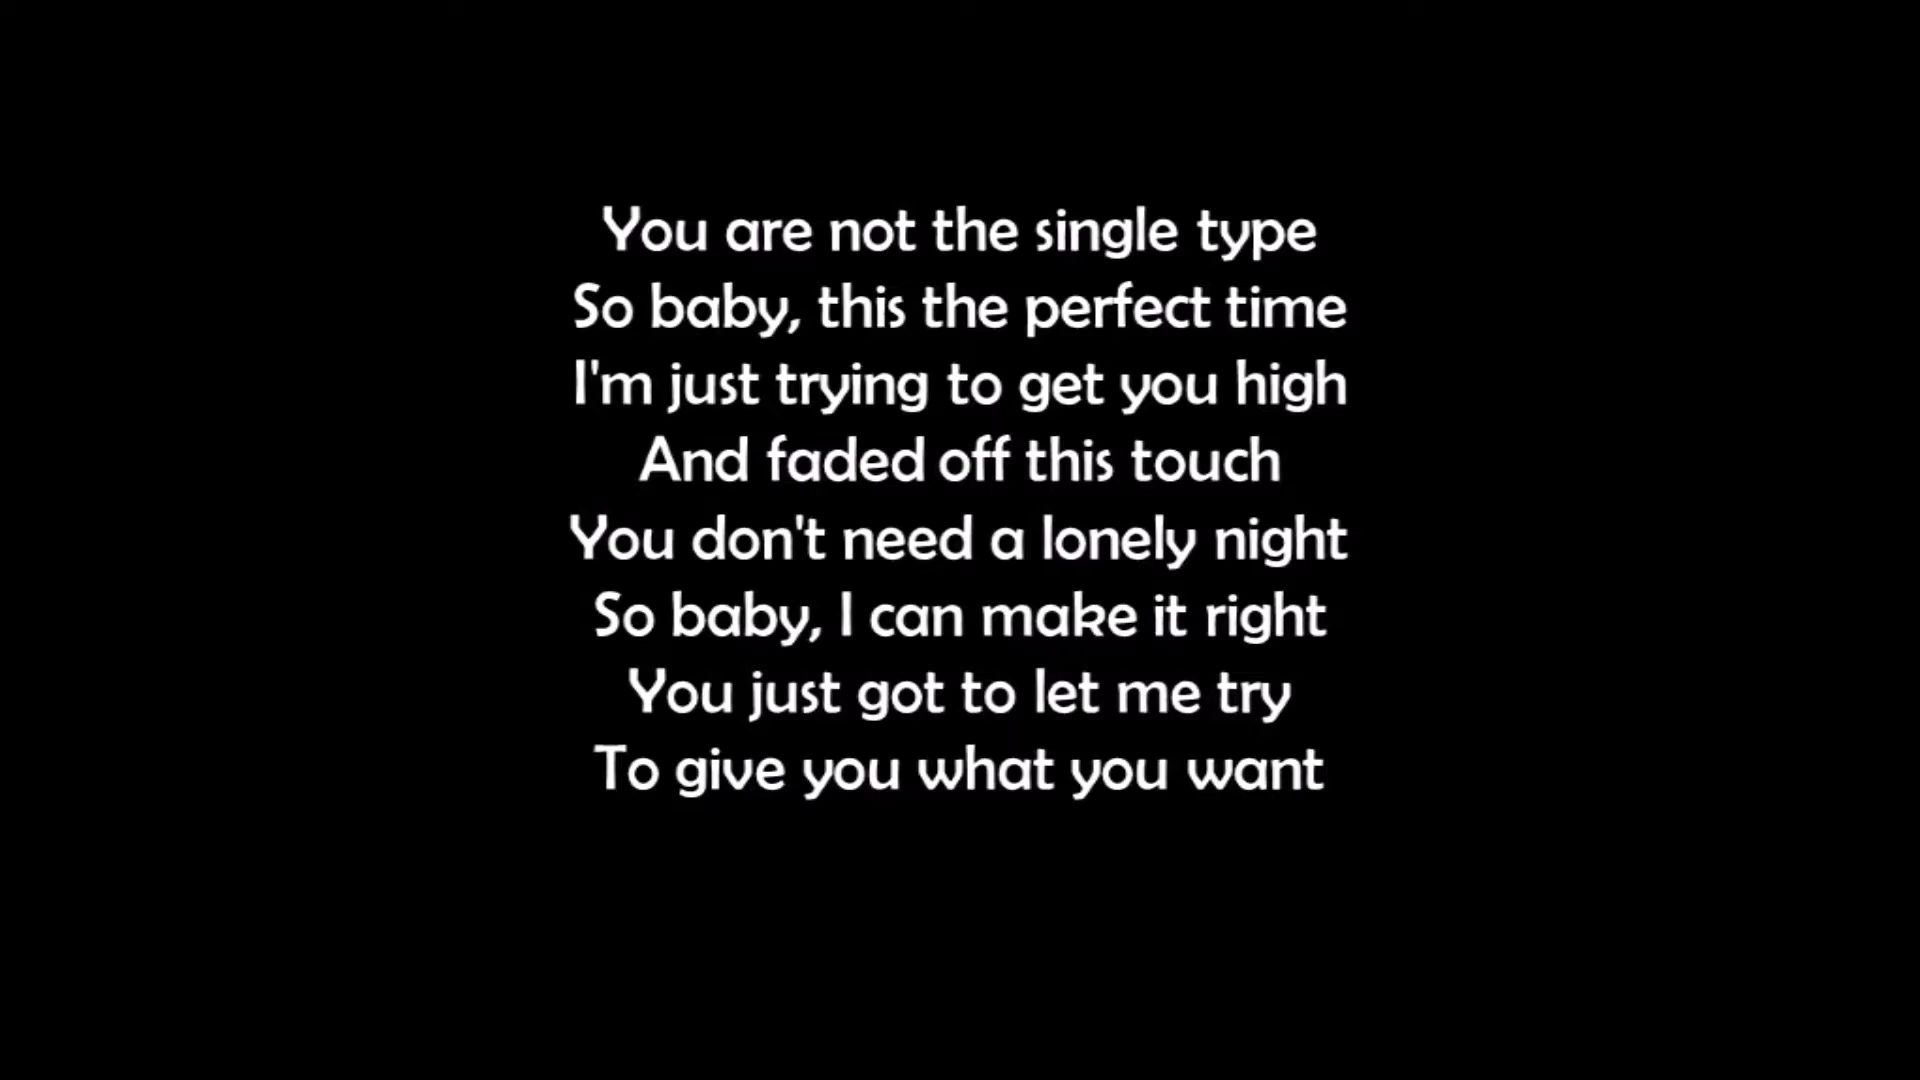 You are not the single type
So baby, this the perfect time
I'm just trying to get you high
And faded off this touch
You don't need a lonely night
So baby, I can make it right
You just got to let me try
To give you what you want